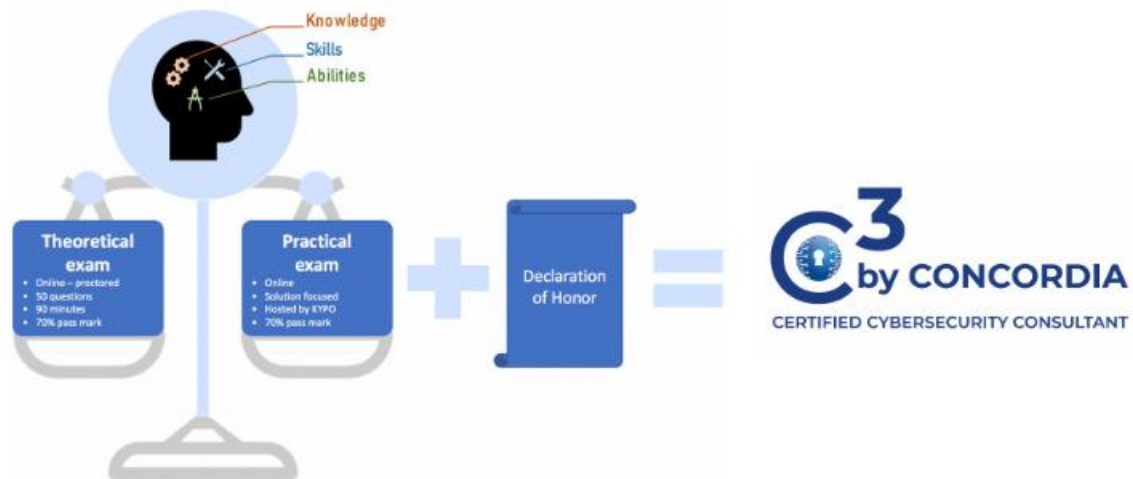 Knowledge
Skills
Abilities
Theoretical
exam
• Online – proctored
• 50 questions
• 90 minutes
• 70% pass mark
Practical
exam
• Online
• Solution focused
• Hosted by KYPO
• 70% pass mark
Declaration
of Honor
C3
by CONCORDIA
CERTIFIED CYBERSECURITY CONSULTANT